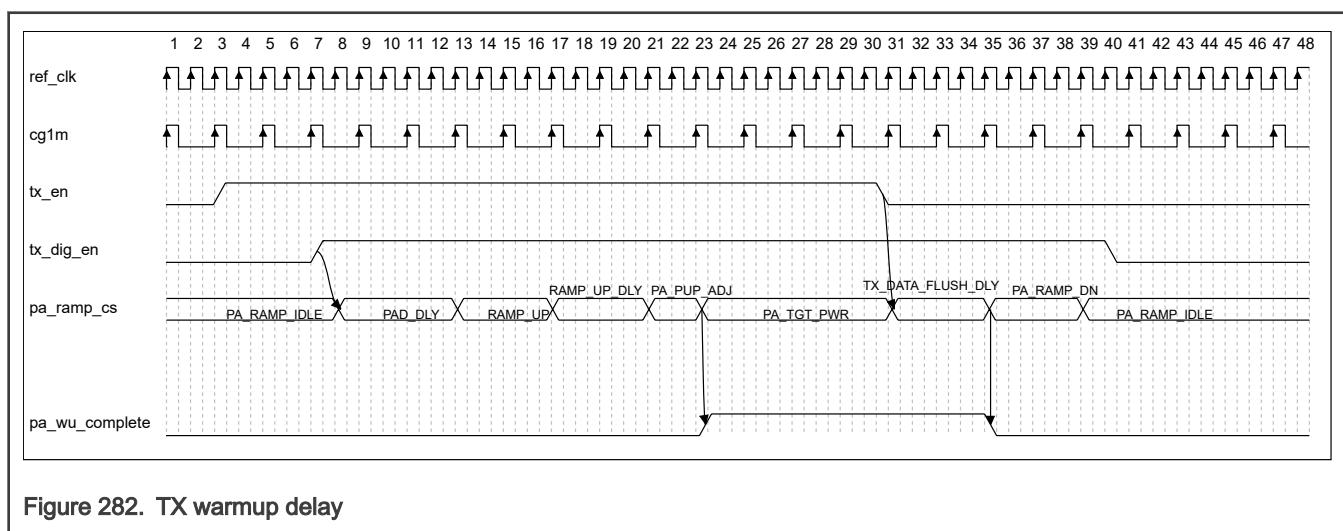 1 2 3 4 5 6 7 8 9 10 11 12 13 14 15 16 17 18 19 20 21 22 23 24 25 26 27 28 29 30 31 32 33 34 35 36 37 38 39 40 41 42 43 44 45 46 47 48
ref_clk
cg1m
tx_en
tx_dig_en
RAMP_UP_DLY PA_PUP_ADJ TX_DATA_FLUSH_DLY PA_RAMP_DN
pa_ramp_cs PA_RAMP_IDLE PAD_DLY RAMP_UP PA_TGT_PWR PA_RAMP_IDLE
pa_wu_complete
Figure 282. TX warmup delay